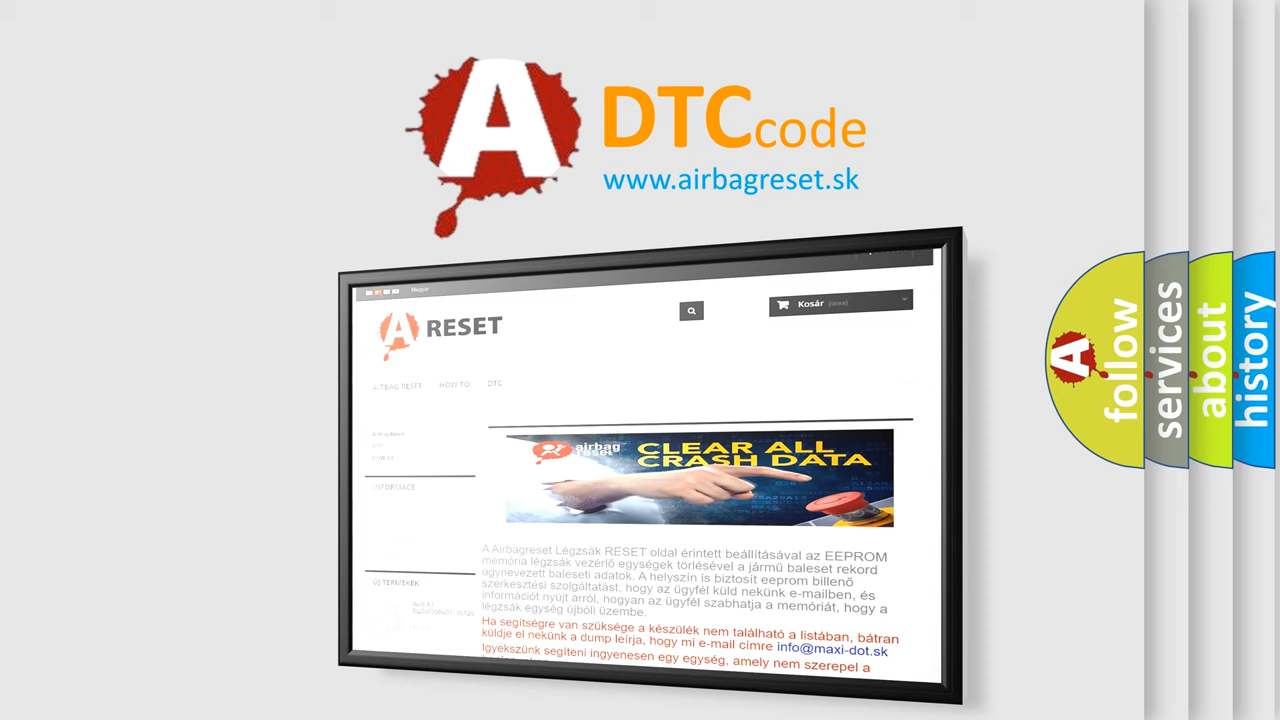 A
DTCcode
www.airbagreset.sk
Magyar
A RESET
Kosár (üres)
AIRBAG RESET HOW TO DTC
INFORMACE
airbag
reset
CLEAR ALL
CRASH DATA
A Airbagreset Légzsák RESET oldal érintett beállításával az EEPROM
memória légzsák vezérlő egységek törlésével a jármű baleset rekord
úgynevezett baleseti adatok. A helyszín is biztosít eeprom billenő
szerkesztési szolgáltatást, hogy az ügyfél küld nekünk e-mailben, és
információt nyújt arról, hogyan az ügyfél szabhatja a memóriát, hogy a
légzsák egység újbóli üzembe.
Ha segítségre van szüksége a készülék nem található a listában, bátran
küldje el nekünk a dump leírja, hogy mi e-mail címre info@maxi-dot.sk
Igyekszünk segíteni ingyenesen egy egység, amely nem szerepel a
ÚJ TERMÉKEK
A
follow
services
about
history